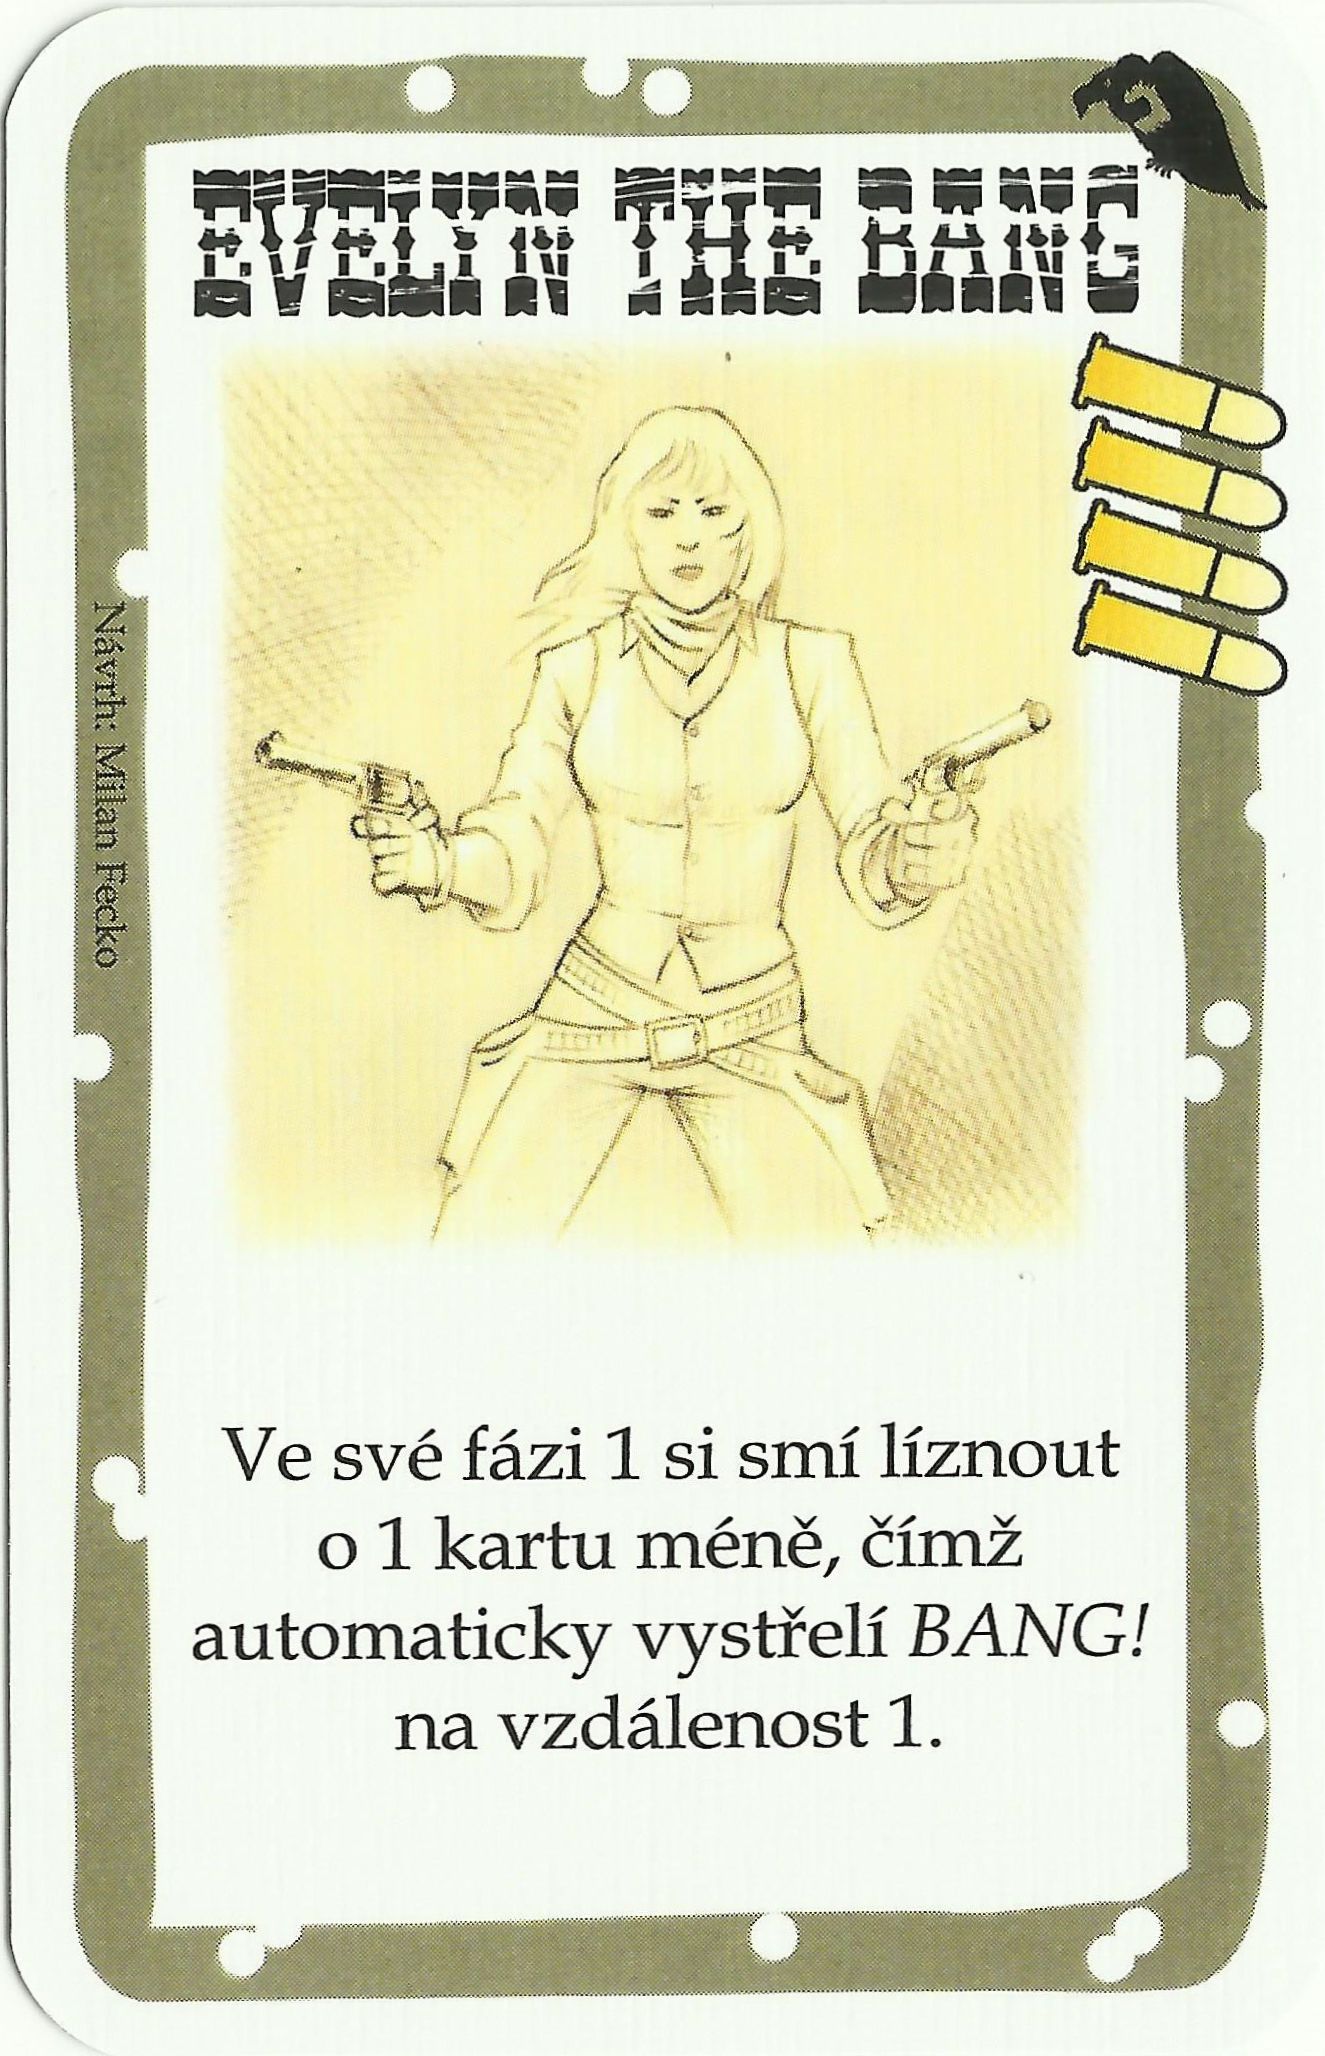 EVELYN THE BANG
Návrh: Milan Fecko
Ve své fázi 1 si smí líznout
o 1 kartu méně, čímž
automaticky vystřelí BANG!
na vzdálenost 1.